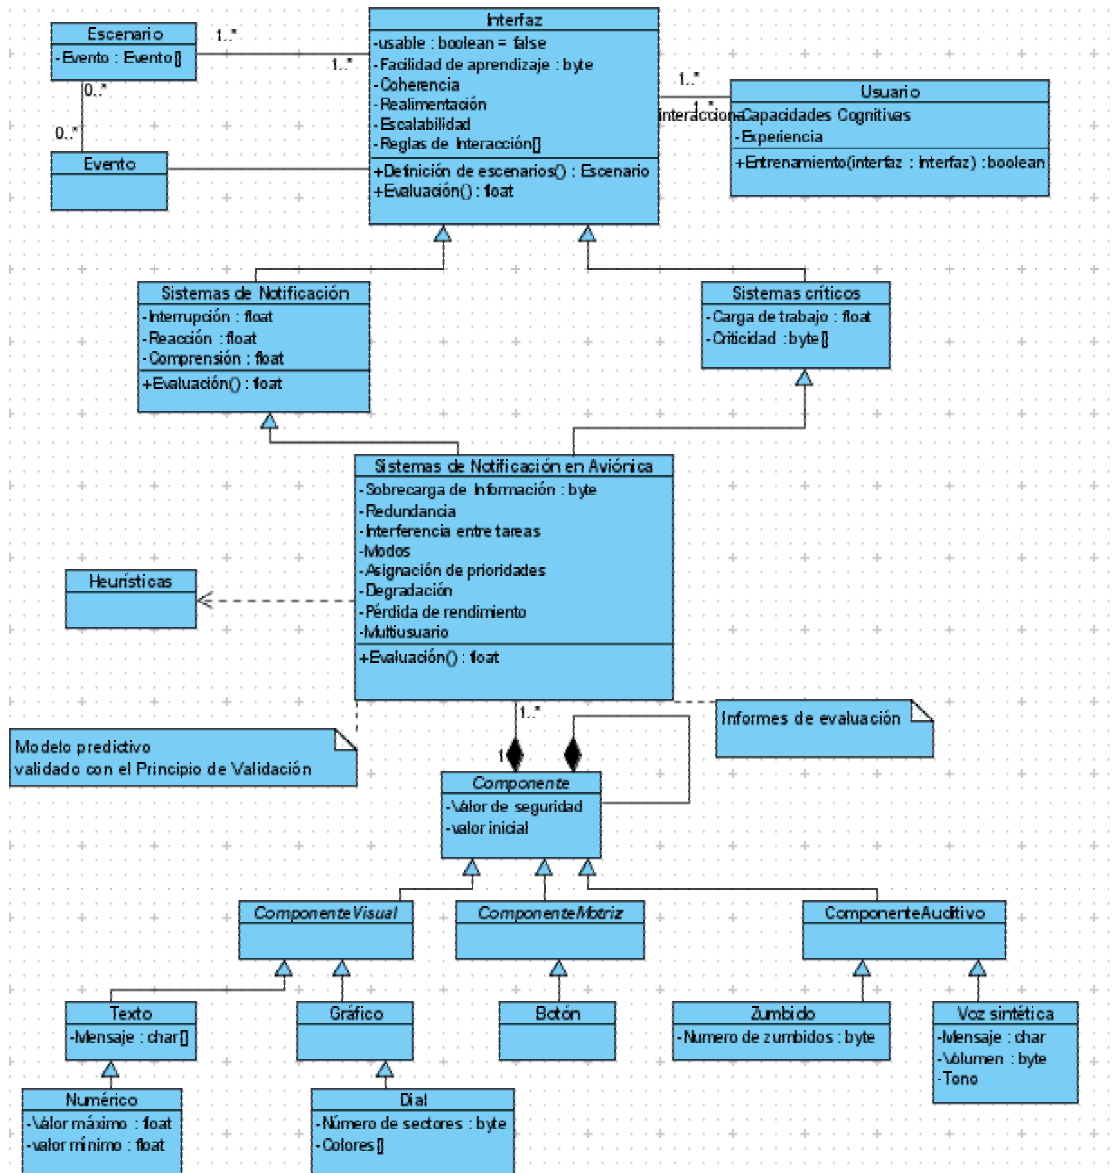 Escenario
-Evento : Evento[]
1..*
1..*
0..*
0..*
Evento
Interfaz
-usable : boolean = false
-Facilidad de aprendizaje : byte
-Coherencia
-Realimentación
-Escalabilidad
-Reglas de Interacción[]
+Definición de escenarios() : Escenario
+Evaluación() : float
1..*
1..*
interacciona
Usuario
-Capacidades Cognitivas
-Experiencia
+Entrenamiento(interfaz : Interfaz) : boolean
Sistemas de Notificación
-Interrupción : float
-Reacción : float
-Comprensión : float
+Evaluación() : float
Sistemas críticos
-Carga de trabajo : float
-Criticidad : byte[]
Sistemas de Notificación en Aviónica
-Sobrecarga de Información : byte
-Redundancia
-Interferencia entre tareas
-Modos
-Asignación de prioridades
-Degradación
-Pérdida de rendimiento
-Multiusuario
+Evaluación() : float
Heurísticas
Modelo predictivo
validado con el Principio de Validación
Informes de evaluación
1..*
1
Componente
-Valor de seguridad
-valor inicial
ComponenteVisual
ComponenteMotriz
ComponenteAuditivo
Texto
-Mensaje : char[]
Gráfico
Botón
Zumbido
-Numero de zumbidos : byte
Voz sintética
-Mensaje : char
-Volumen : byte
-Tono
Numérico
-Valor máximo : float
-valor mínimo : float
Dial
-Número de sectores : byte
-Colores[]